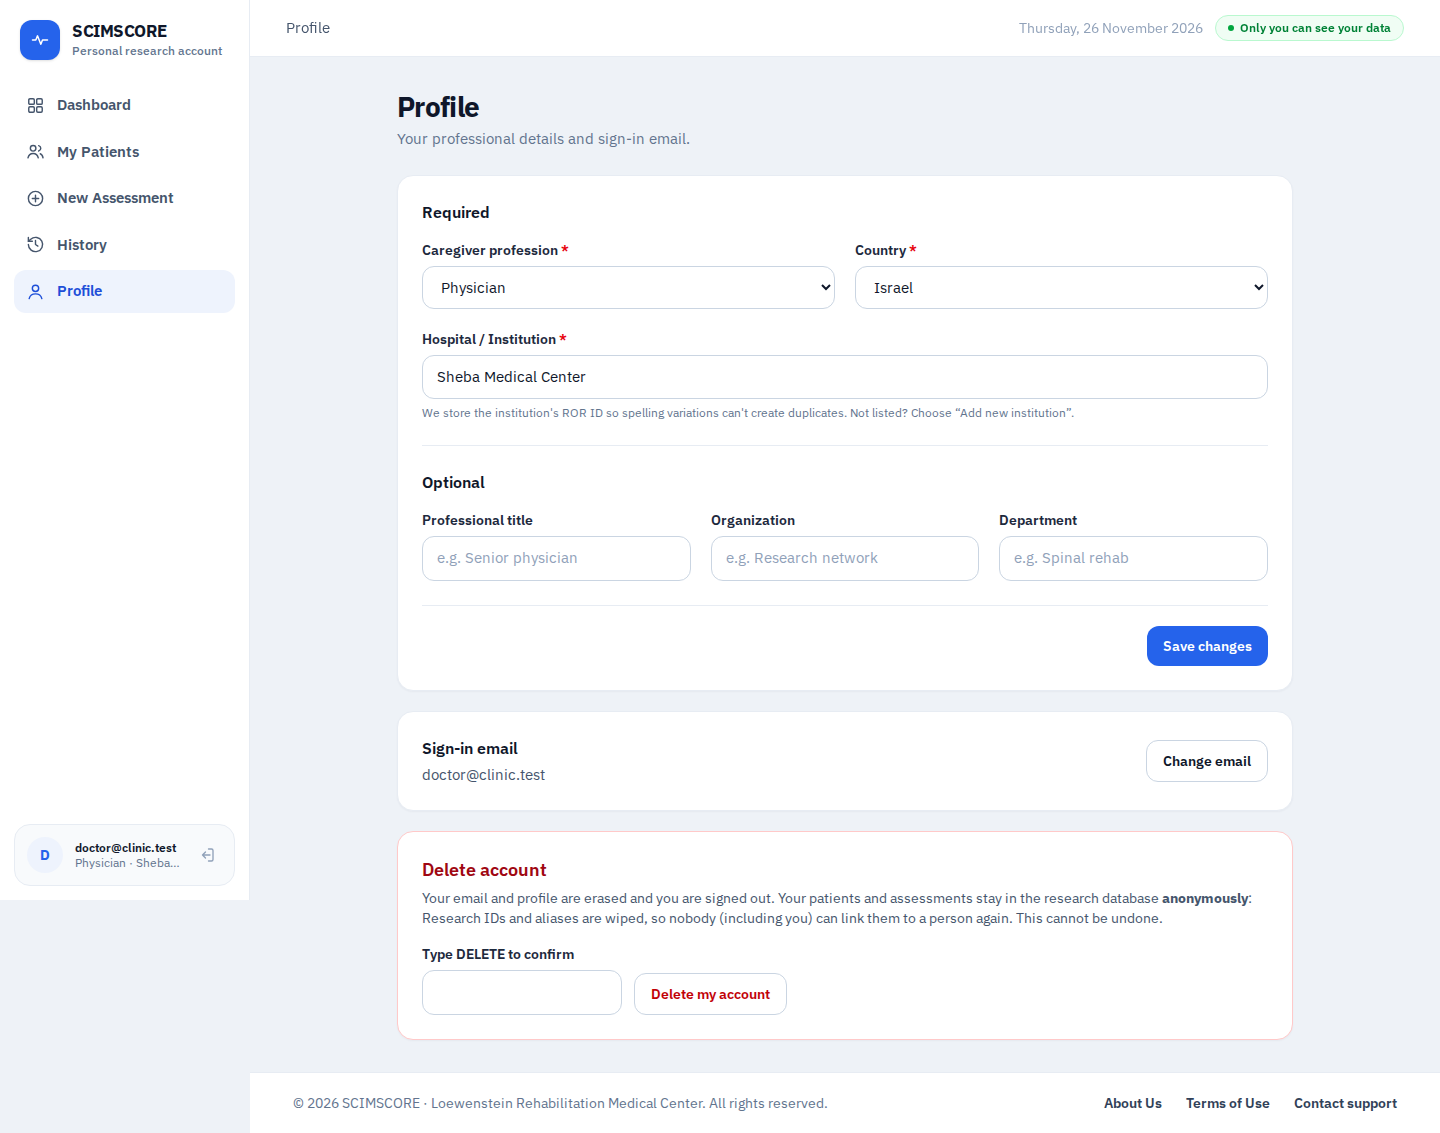 SCIMSCORE
Personal research account
Dashboard
My Patients
New Assessment
History
Profile
D
doctor@clinic.test
Physician · Sheba...
Profile
Thursday, 26 November 2026
Only you can see your data
Profile
Your professional details and sign-in email.
Required
Caregiver profession *
Country *
Physician
Israel
Hospital / Institution *
Sheba Medical Center
We store the institution's ROR ID so spelling variations can't create duplicates. Not listed? Choose “Add new institution”.
Optional
Professional title
Organization
Department
e.g. Senior physician
e.g. Research network
e.g. Spinal rehab
Save changes
Sign-in email
doctor@clinic.test
Change email
Delete account
Your email and profile are erased and you are signed out. Your patients and assessments stay in the research database anonymously:
Research IDs and aliases are wiped, so nobody (including you) can link them to a person again. This cannot be undone.
Type DELETE to confirm
Delete my account
© 2026 SCIMSCORE · Loewenstein Rehabilitation Medical Center. All rights reserved.
About Us
Terms of Use
Contact support